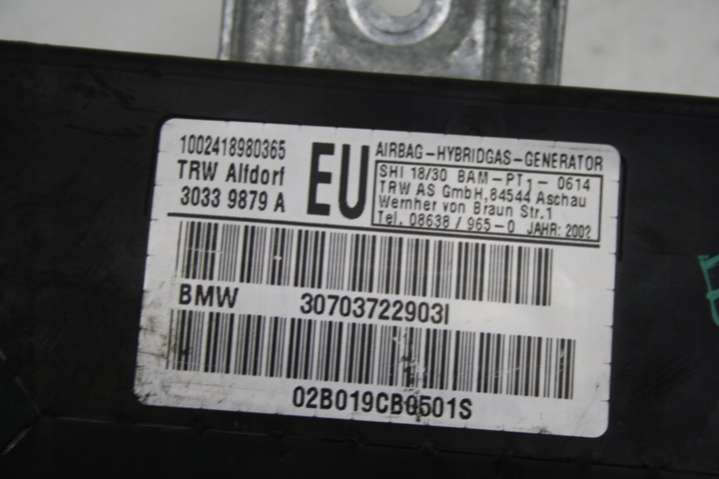 1002418980365
TRW Alfdorf
3033 9879 A
EU
AIRBAG-HYBRIDGAS-GENERATOR
SHI 18/30 BAM-PT1- 0614
TRW AS GmbH, 84544 Aschau
Wernher von Braun Str.1
Tel. 08638 / 965-0 JAHR: 2002
BMW 30703722903I
02B019CB0501S